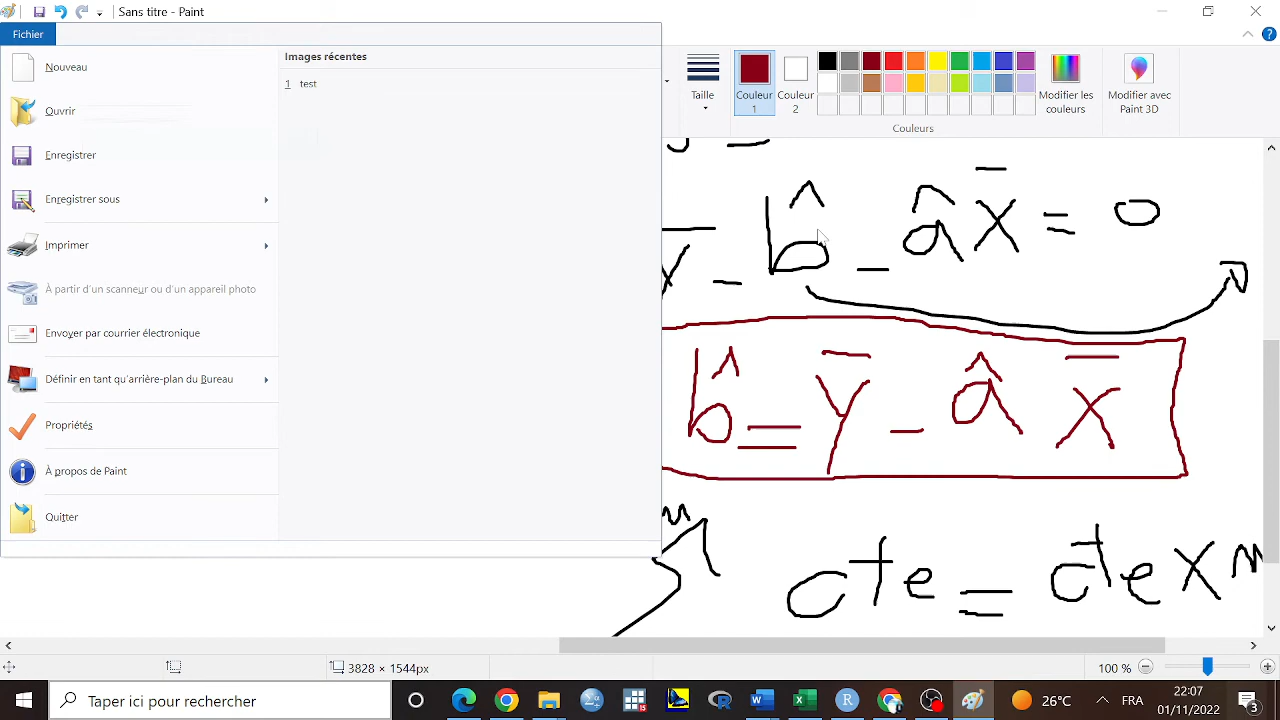 Sans titre - Paint
Fichier
Images récentes
Nouveau
1 test
Ouvrir
Enregistrer
Enregistrer sous
Imprimer
À partir d'un scanneur ou d'un appareil photo
Envoyer par courrier électronique
Définir en tant qu'arrière-plan du Bureau
Propriétés
À propos de Paint
Quitter
Taille
Couleur 1
Couleur 2
Modifier les couleurs
Modifier avec Paint 3D
Couleurs
Y̅ - b̂ - âx̅ = 0
b̂ = Y̅ - â X̅
cte = cte x m
3828 × 1544px
100 %
Taper ici pour rechercher
26°C
FRA
22:07
01/11/2022
3